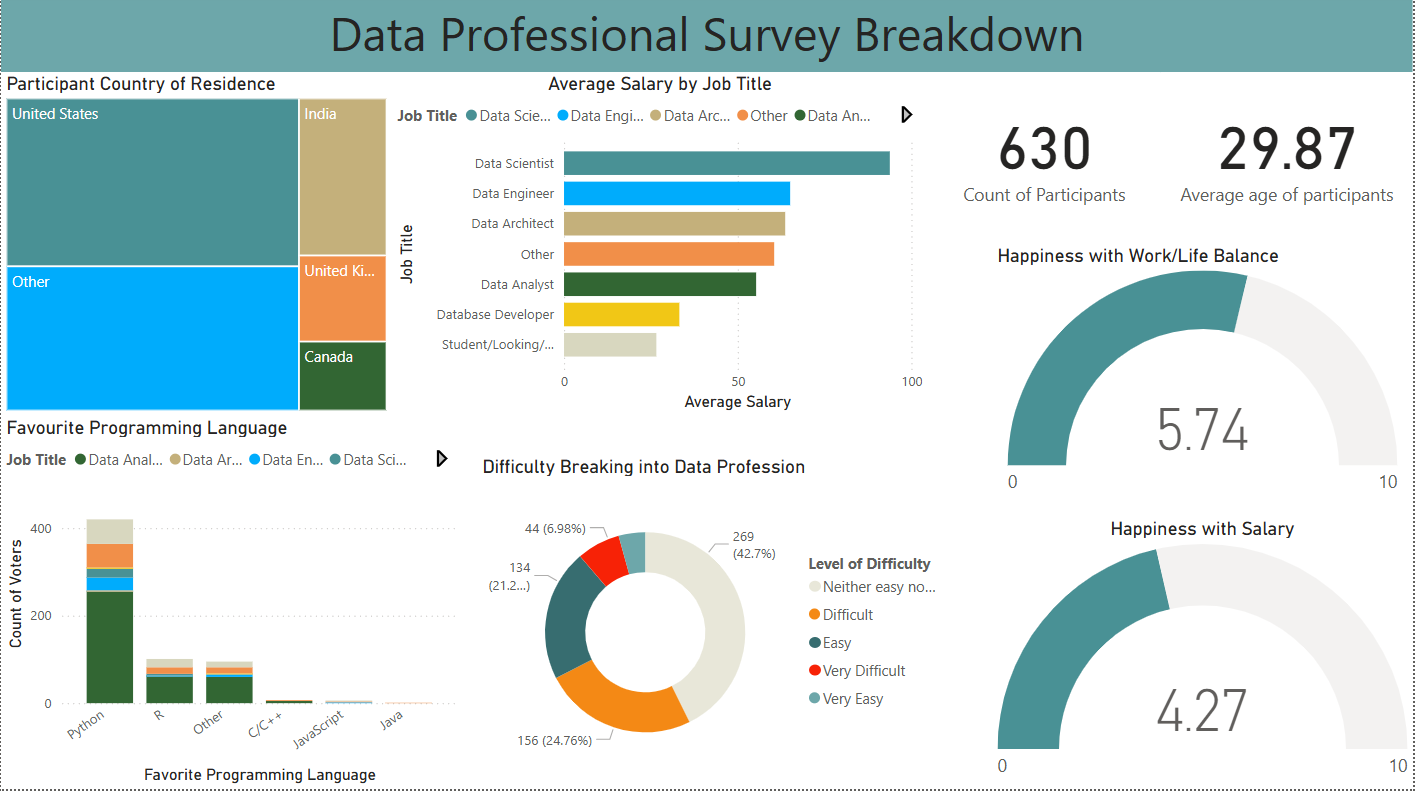 Data Professional Survey Breakdown
Participant Country of Residence
United States
India
Other
United Ki...
Canada
Average Salary by Job Title
Job Title Data Scie... Data Engi... Data Arc... Other Data An...
Job Title
Data Scientist
Data Engineer
Data Architect
Other
Data Analyst
Database Developer
Student/Looking/...
0 50 100
Average Salary
630
Count of Participants
29.87
Average age of participants
Happiness with Work/Life Balance
5.74
0 10
Favourite Programming Language
Job Title Data Anal... Data Ar... Data En... Data Sci...
Count of Voters
400
200
0
Python R Other C/C++ JavaScript Java
Favorite Programming Language
Difficulty Breaking into Data Profession
44 (6.98%)
269
(42.7%)
134
(21.2...)
156 (24.76%)
Level of Difficulty
Neither easy no...
Difficult
Easy
Very Difficult
Very Easy
Happiness with Salary
4.27
0 10